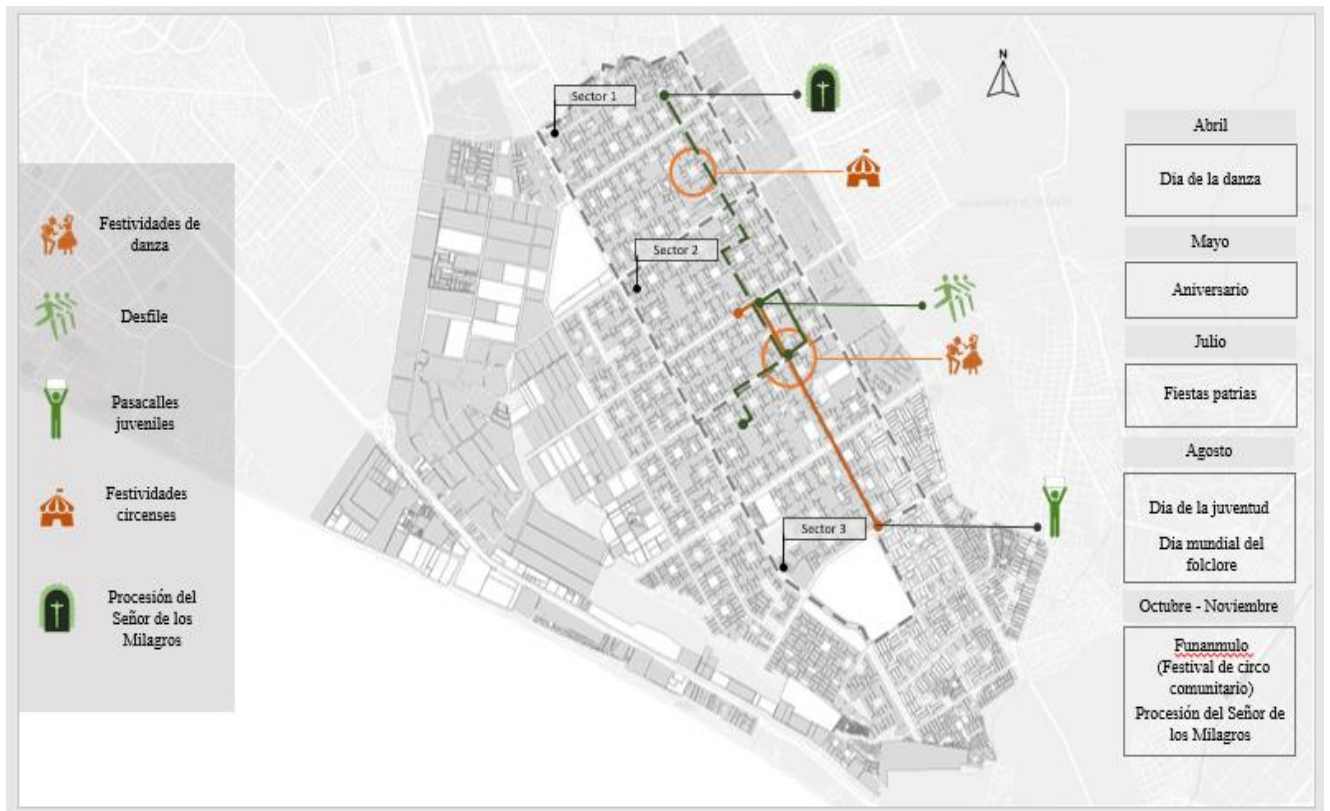 Festividades de
danza
Desfile
Pasacalles
juveniles
Festividades
circenses
Procesión del
Señor de los
Milagros
Sector 1
Sector 2
Sector 3
N
Abril
Dia de la danza
Mayo
Aniversario
Julio
Fiestas patrias
Agosto
Dia de la juventud
Dia mundial del
folclore
Octubre - Noviembre
Funanmulo
(Festival de circo
comunitario)
Procesión del Señor de
los Milagros